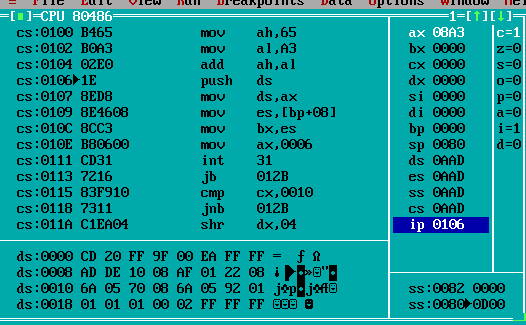 ≡ File Edit View Run Breakpoints Data Options Window Hel
[■]=CPU 80486 1=[↑][↓]
cs:0100 B465 mov ah,65
cs:0102 B0A3 mov al,A3
cs:0104 02E0 add ah,al
cs:0106►1E push ds
cs:0107 8ED8 mov ds,ax
cs:0109 8E4608 mov es,[bp+08]
cs:010C 8CC3 mov bx,es
cs:010E B80600 mov ax,0006
cs:0111 CD31 int 31
cs:0113 7216 jb 012B
cs:0115 83F910 cmp cx,0010
cs:0118 7311 jnb 012B
cs:011A C1EA04 shr dx,04
ax 08A3 c=1
bx 0000 z=0
cx 0000 s=0
dx 0000 o=0
si 0000 p=0
di 0000 a=0
bp 0000 i=1
sp 0080 d=0
ds 0AAD
es 0AAD
ss 0AAD
cs 0AAD
ip 0106
ds:0000 CD 20 FF 9F 00 EA FF FF = ƒ Ω
ds:0008 AD DE 10 08 AF 01 22 08
ds:0010 6A 05 70 08 6A 05 92 01
ds:0018 01 01 01 00 02 FF FF FF
ss:0082 0000
ss:0080►0D00